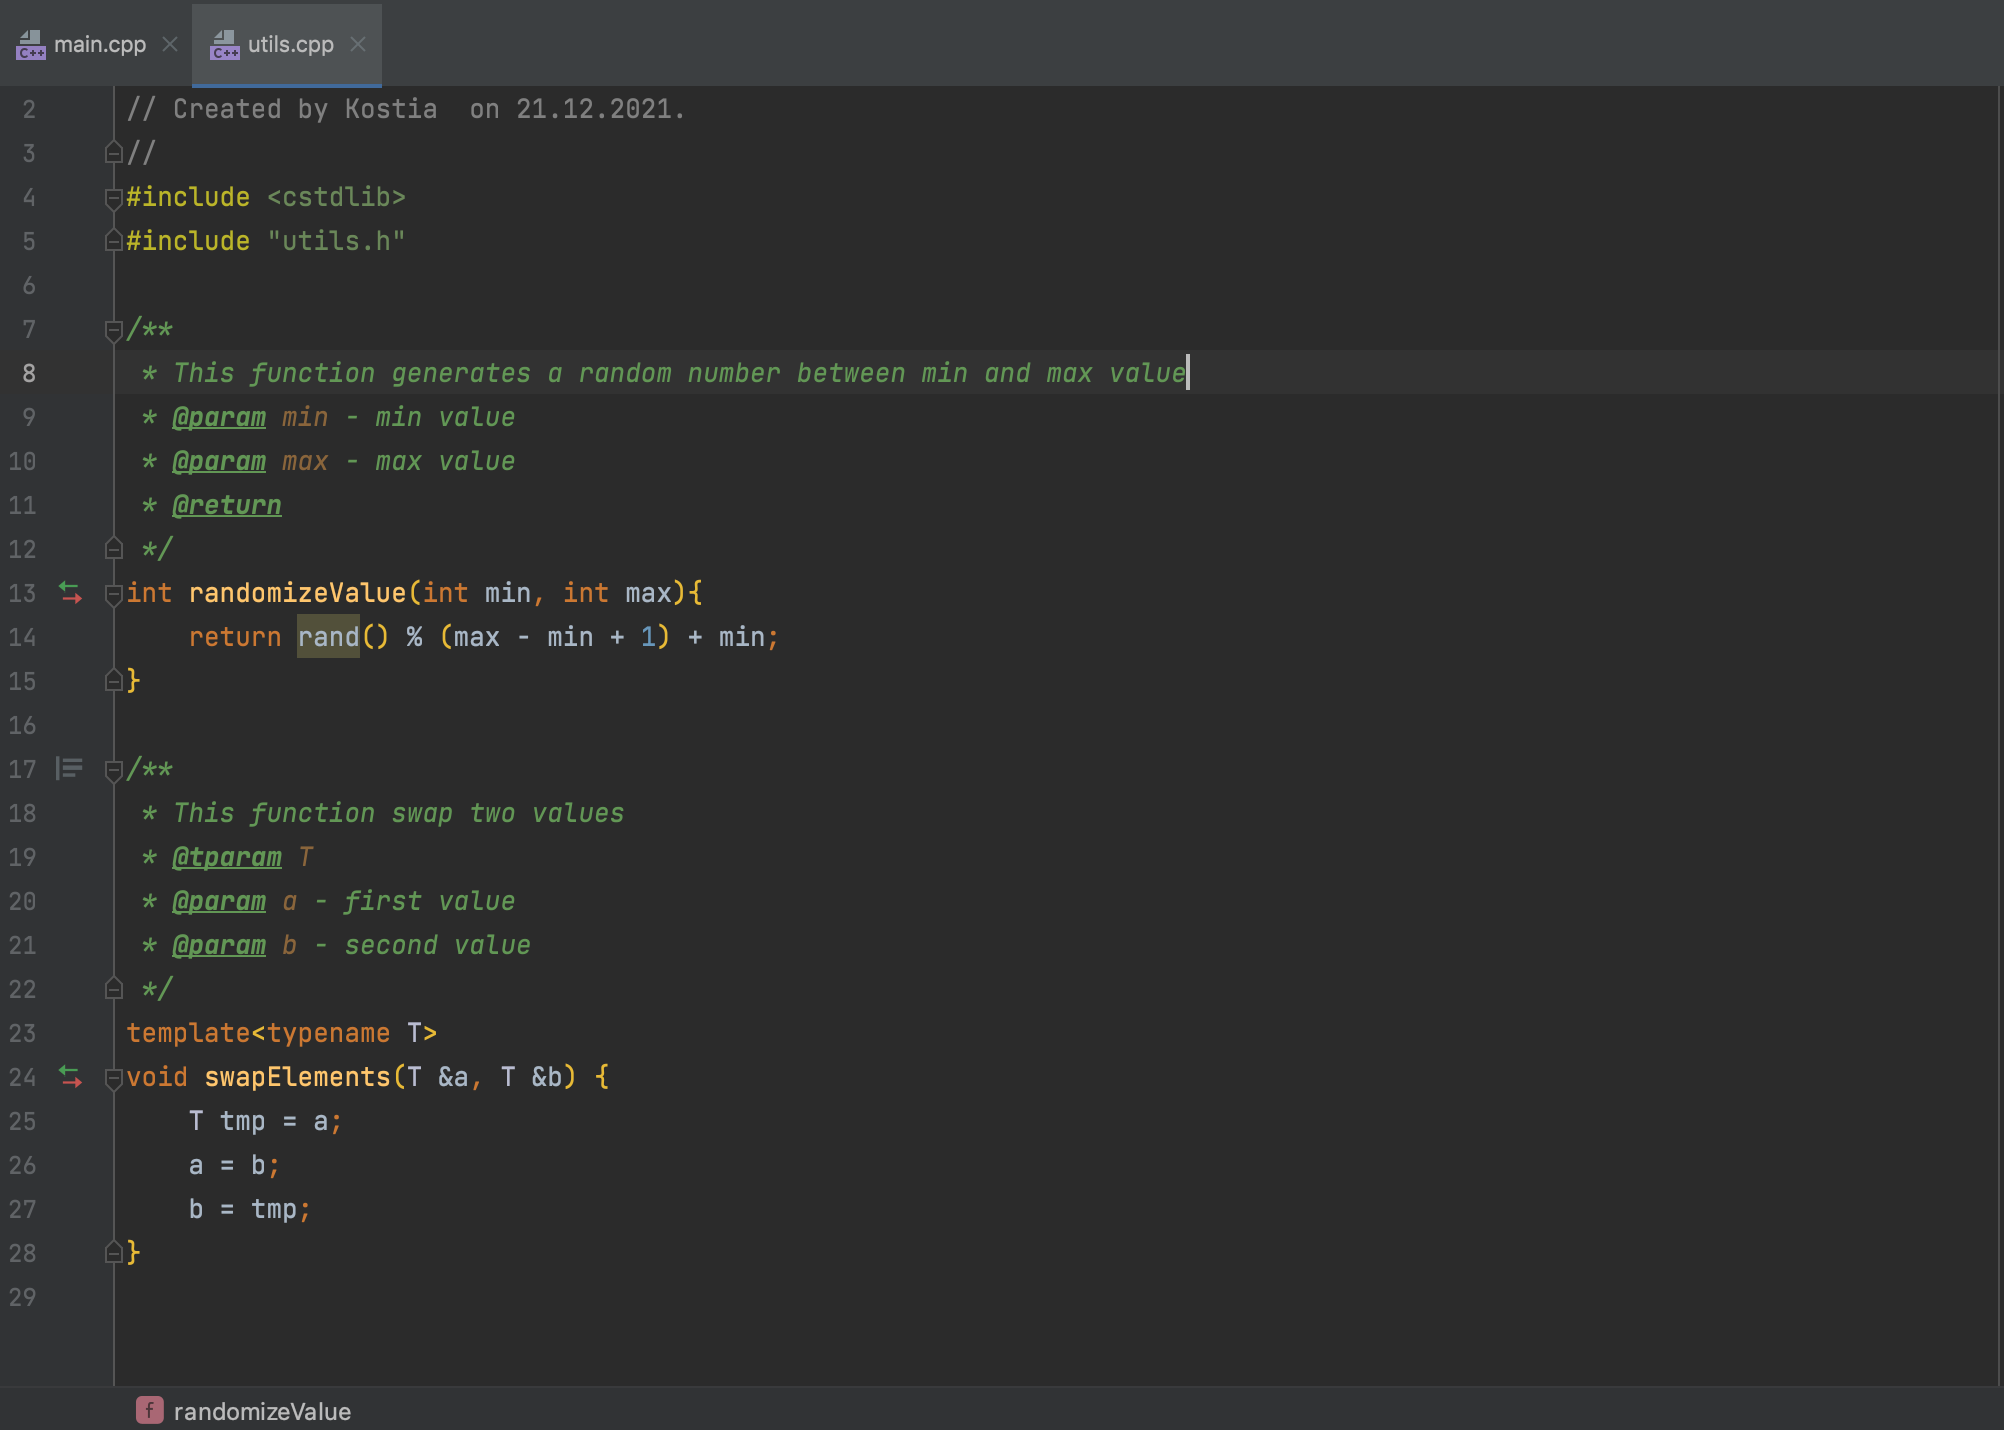 main.cpp utils.cpp
2 // Created by Kostia  on 21.12.2021.
3 //
4 #include <cstdlib>
5 #include "utils.h"
6
7 /**
8  * This function generates a random number between min and max value
9  * @param min - min value
10  * @param max - max value
11  * @return
12  */
13 int randomizeValue(int min, int max){
14     return rand() % (max - min + 1) + min;
15 }
16
17 /**
18  * This function swap two values
19  * @tparam T
20  * @param a - first value
21  * @param b - second value
22  */
23 template<typename T>
24 void swapElements(T &a, T &b) {
25     T tmp = a;
26     a = b;
27     b = tmp;
28 }
29
f randomizeValue